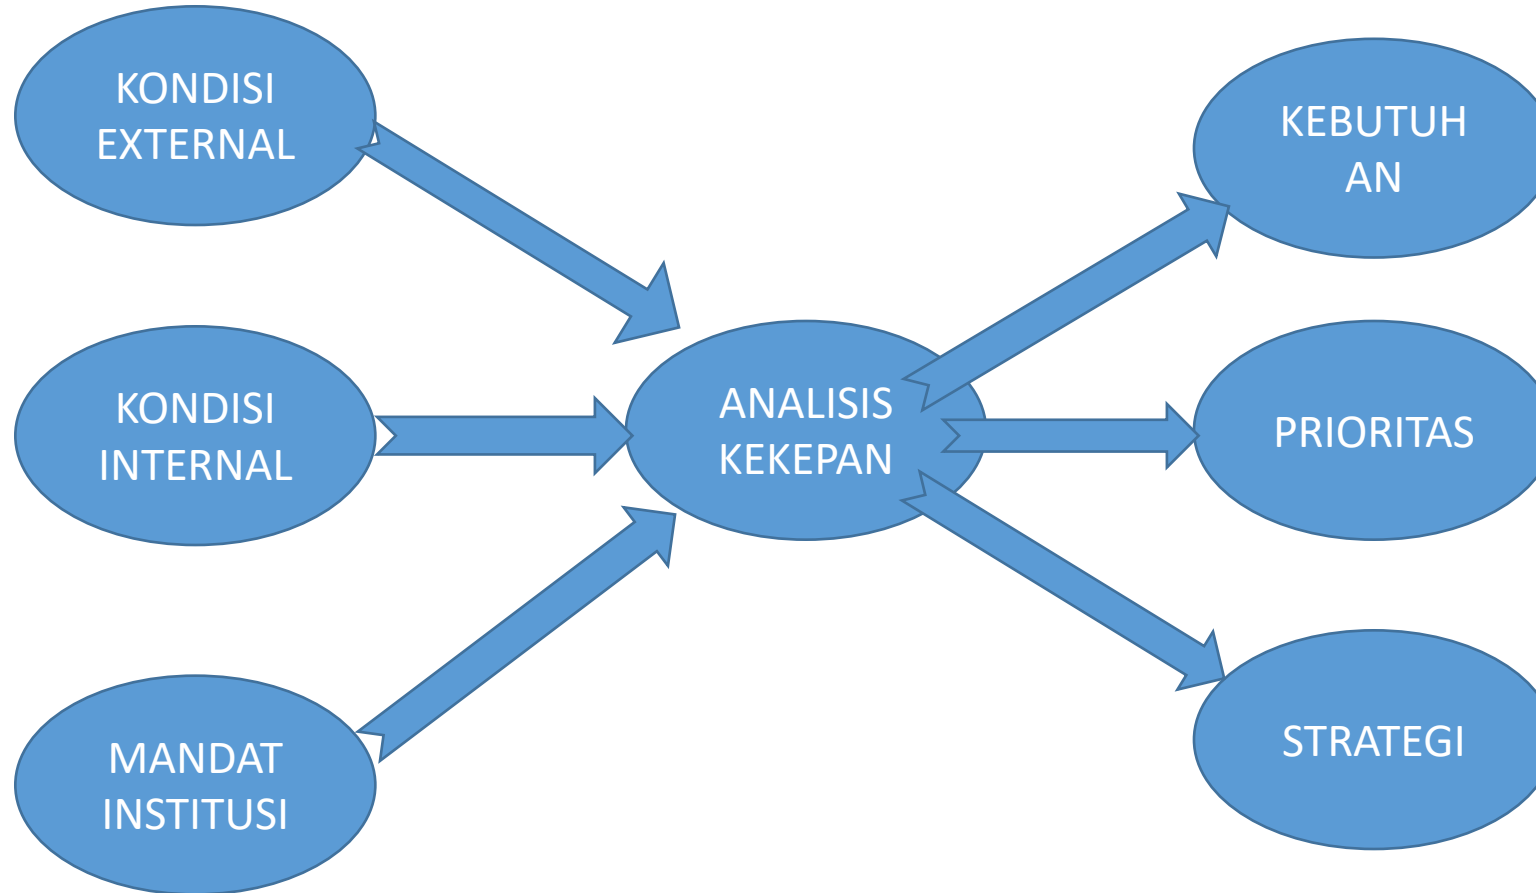 KONDISI
EXTERNAL
KONDISI
INTERNAL
MANDAT
INSTITUSI
ANALISIS
KEKEPAN
KEBUTUH
AN
PRIORITAS
STRATEGI